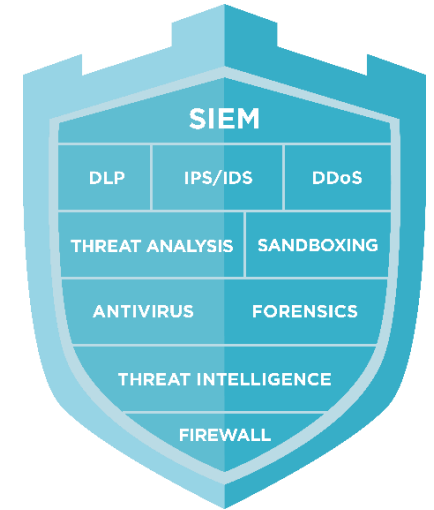 SIEM
DLP IPS/IDS DDoS
THREAT ANALYSIS SANDBOXING
ANTIVIRUS FORENSICS
THREAT INTELLIGENCE
FIREWALL